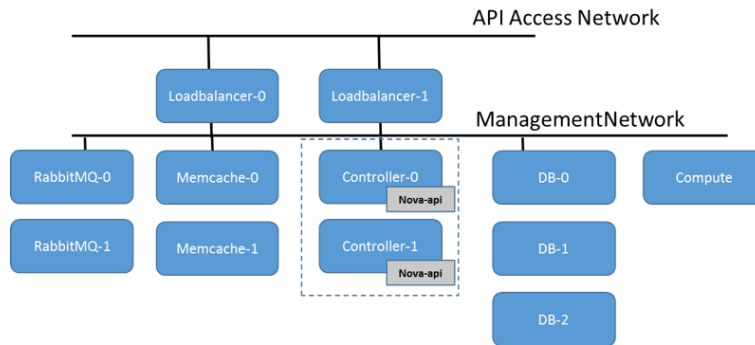 API Access Network
Loadbalancer-0
Loadbalancer-1
ManagementNetwork
RabbitMQ-0
Memcache-0
Controller-0
DB-0
Compute
Nova-api
RabbitMQ-1
Memcache-1
Controller-1
DB-1
Nova-api
DB-2